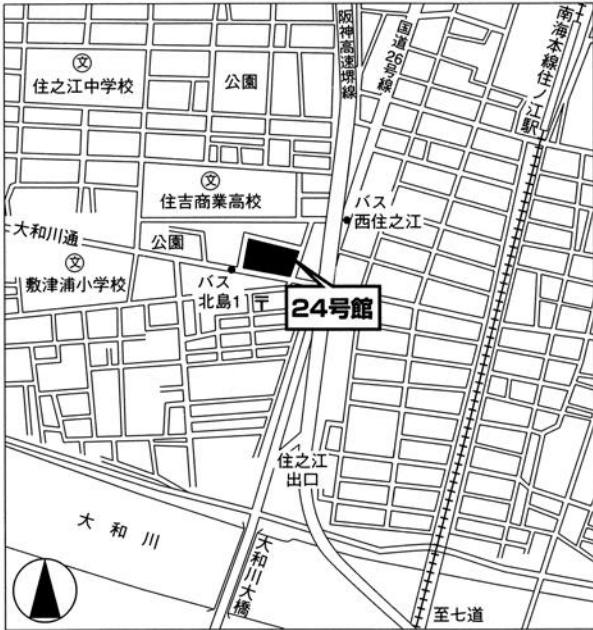 阪神高速堺線
国道26号線
南海本線住ノ江駅
文
住之江中学校
公園
文
住吉商業高校
バス
西住之江
大和川通
公園
文
敷津浦小学校
バス
北島1
〒
24号館
住之江
出口
大和川
大和川大橋
至七道